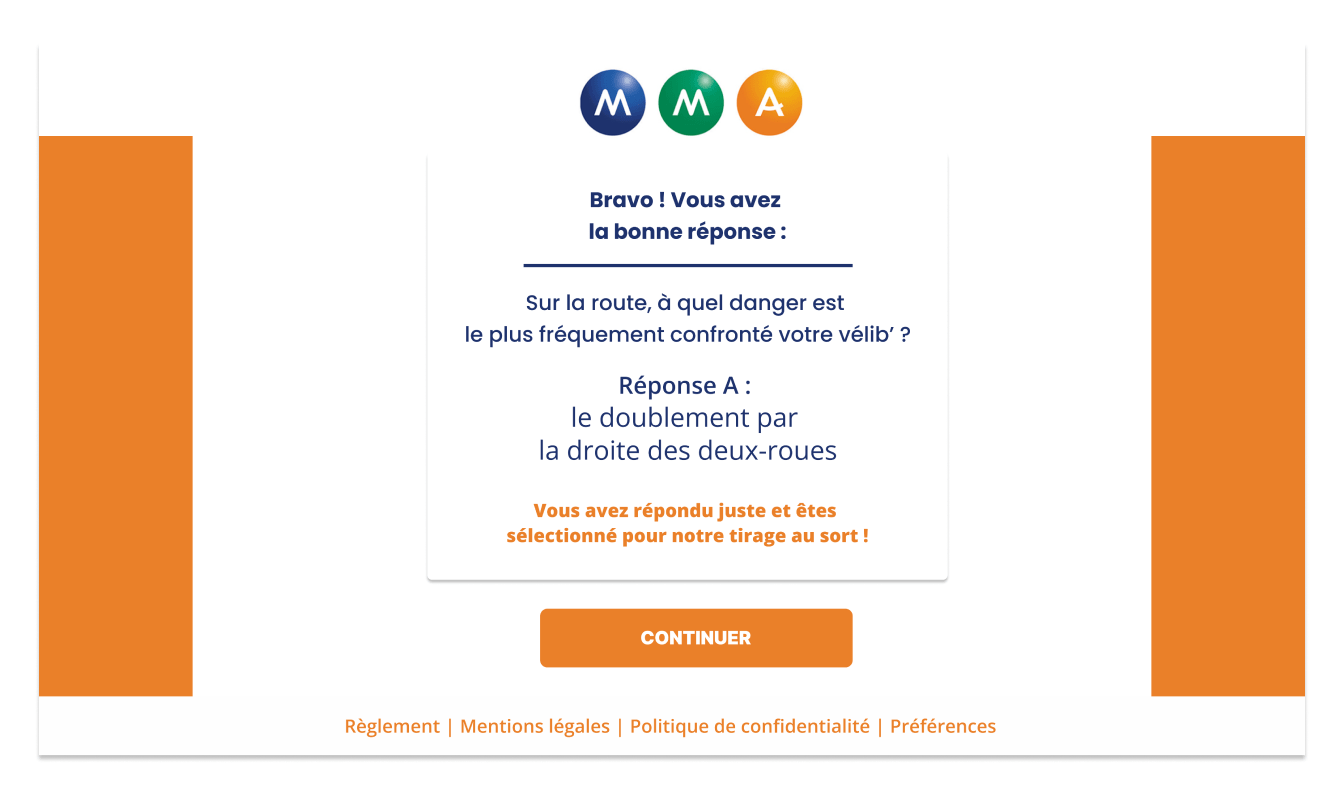 MMA
Bravo ! Vous avez
la bonne réponse :
Sur la route, à quel danger est
le plus fréquement confronté votre vélib’ ?
Réponse A :
le doublement par
la droite des deux-roues
Vous avez répondu juste et êtes
sélectionné pour notre tirage au sort !
CONTINUER
Règlement | Mentions légales | Politique de confidentialité | Préférences